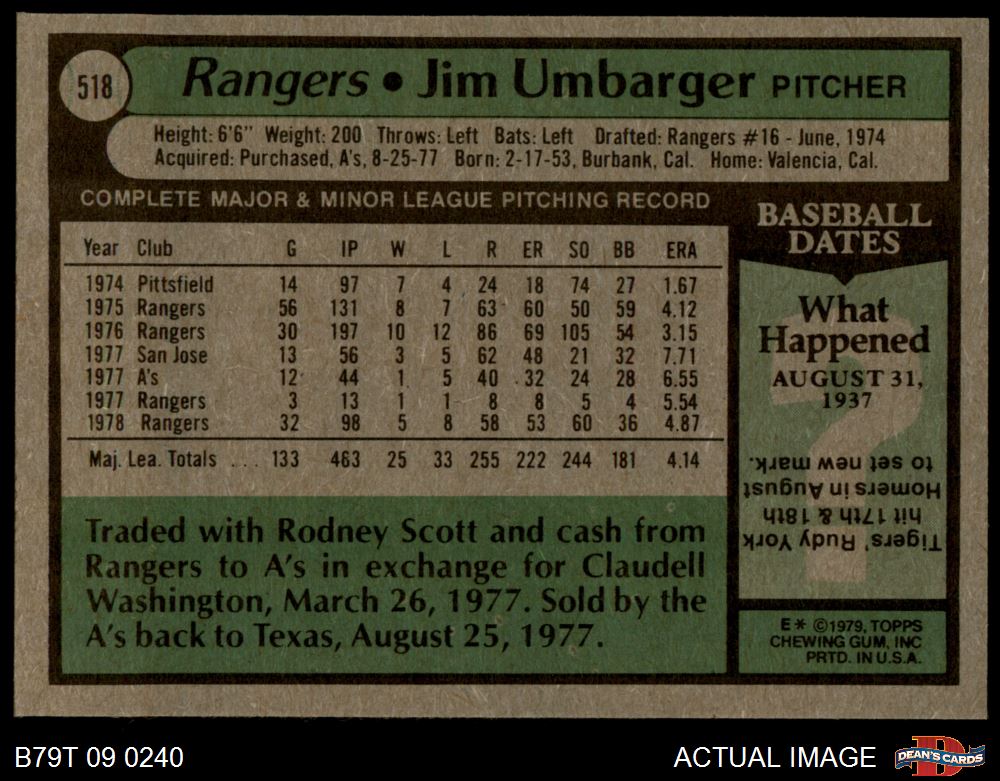 518
Rangers • Jim Umbarger PITCHER
Height: 6'6" Weight: 200 Throws: Left Bats: Left Drafted: Rangers #16 - June, 1974
Acquired: Purchased, A's, 8-25-77 Born: 2-17-53, Burbank, Cal. Home: Valencia, Cal.
COMPLETE MAJOR & MINOR LEAGUE PITCHING RECORD
Year Club G IP W L R ER SO BB ERA
1974 Pittsfield 14 97 7 4 24 18 74 27 1.67
1975 Rangers 56 131 8 7 63 60 50 59 4.12
1976 Rangers 30 197 10 12 86 69 105 54 3.15
1977 San Jose 13 56 3 5 62 48 21 32 7.71
1977 A's 12 44 1 5 40 32 24 28 6.55
1977 Rangers 3 13 1 1 8 8 5 4 5.54
1978 Rangers 32 98 5 8 58 53 60 36 4.87
Maj. Lea. Totals ... 133 463 25 33 255 222 244 181 4.14
Traded with Rodney Scott and cash from
Rangers to A's in exchange for Claudell
Washington, March 26, 1977. Sold by the
A's back to Texas, August 25, 1977.
BASEBALL
DATES
What
Happened
AUGUST 31,
1937
Tigers' Rudy York
hit 17th & 18th
Homers in August
to set new mark.
E* ©1979, TOPPS
CHEWING GUM, INC
PRTD. IN U.S.A.
B79T 09 0240
ACTUAL IMAGE
D
DEAN'S CARDS